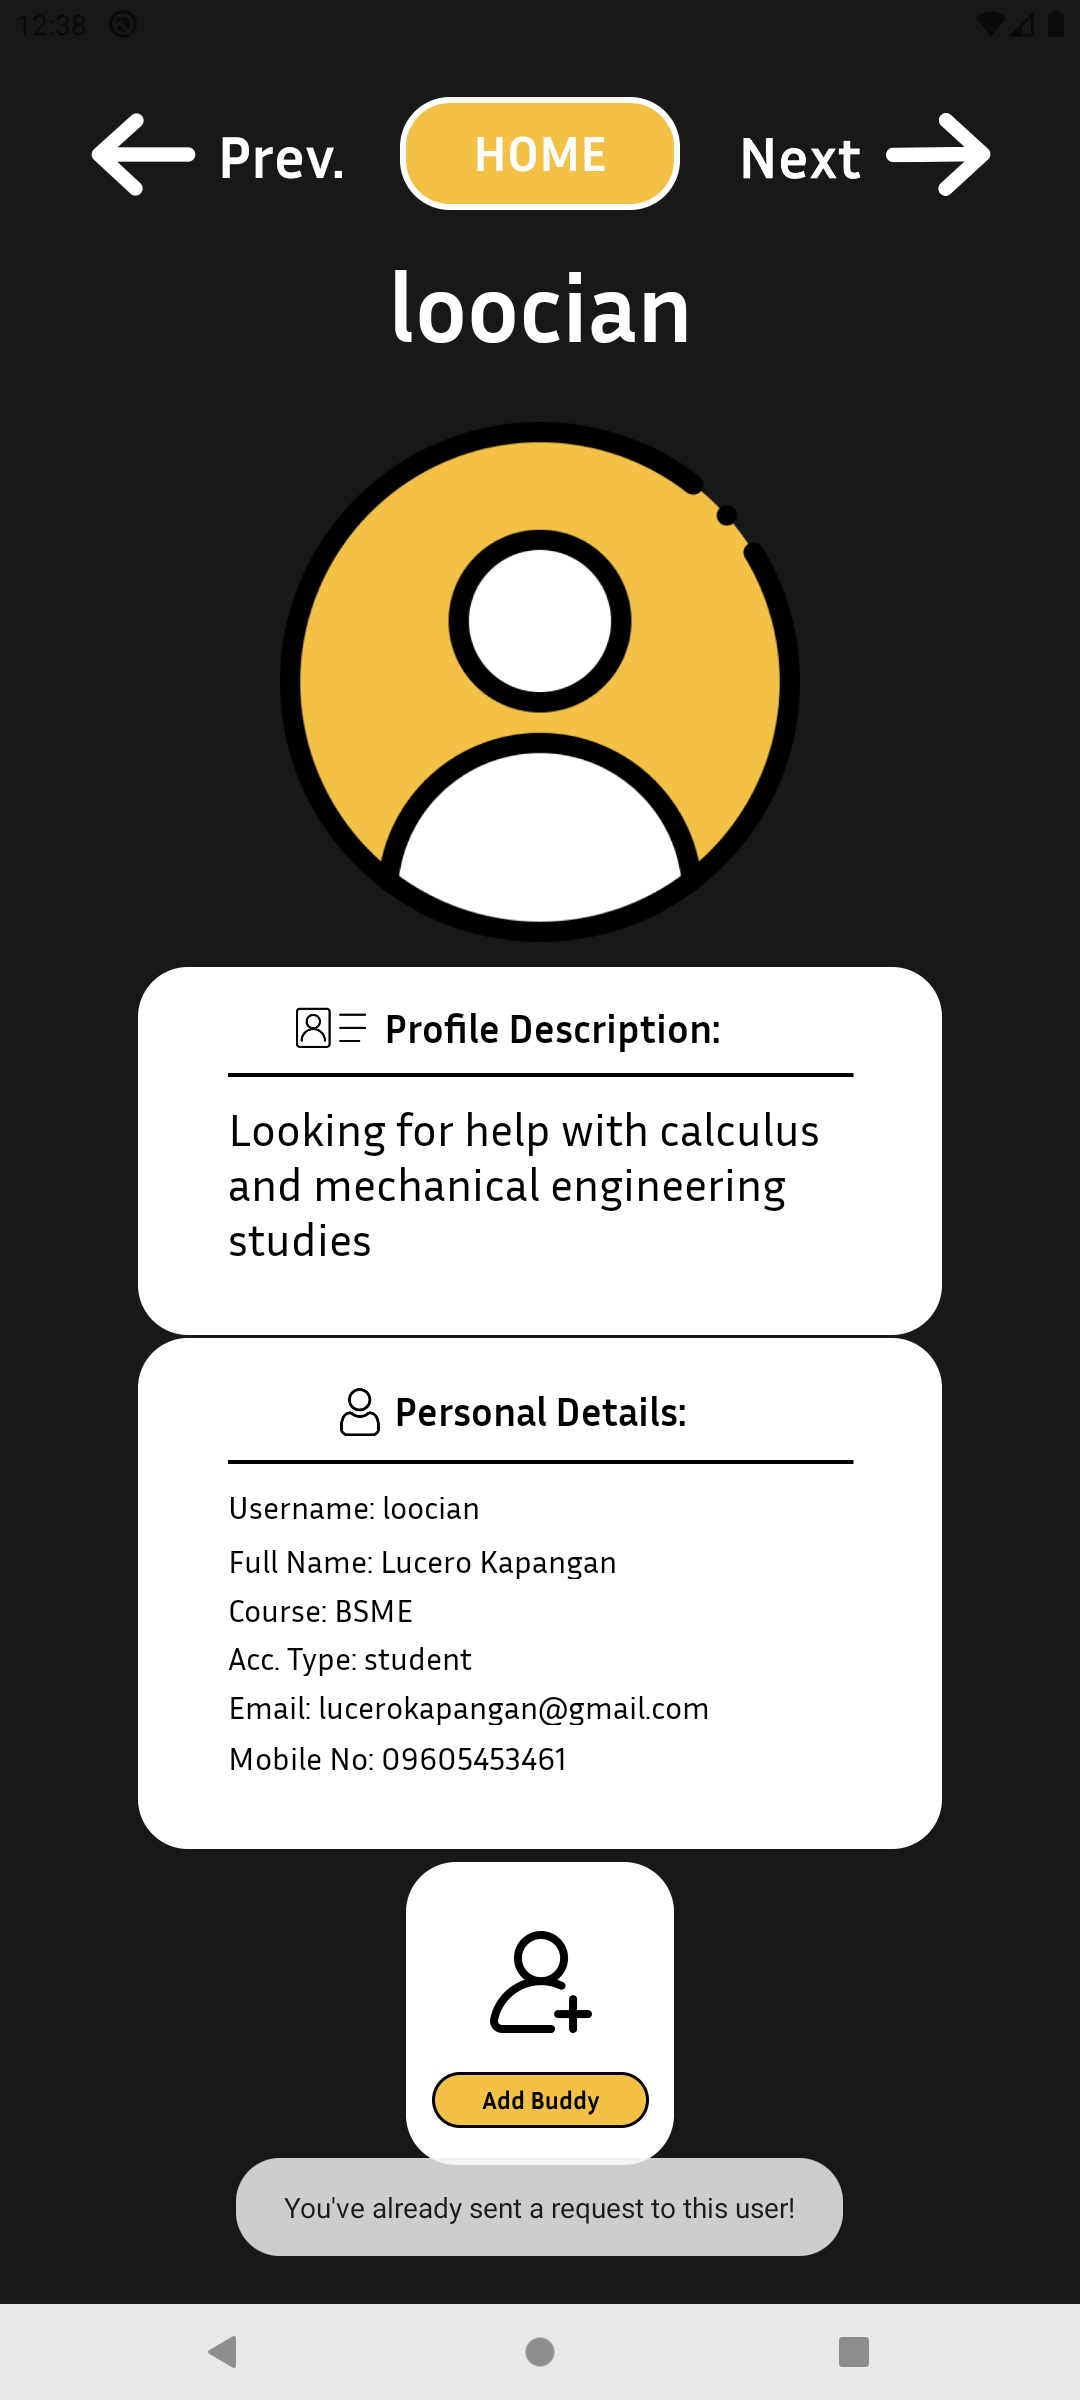 12:38
Prev.
HOME
Next
loocian
Profile Description:
Looking for help with calculus
and mechanical engineering
studies
Personal Details:
Username: loocian
Full Name: Lucero Kapangan
Course: BSME
Acc. Type: student
Email: lucerokapangan@gmail.com
Mobile No: 09605453461
Add Buddy
You've already sent a request to this user!